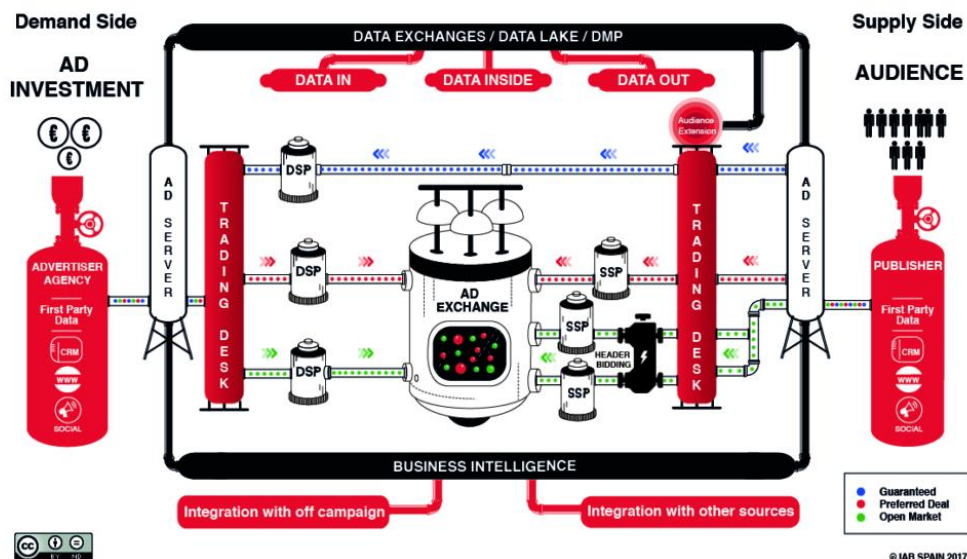 Demand Side
Supply Side
DATA EXCHANGES / DATA LAKE / DMP
AD
INVESTMENT
AUDIENCE
DATA IN
DATA INSIDE
DATA OUT
Audience
Extension
€
€
€
AD SERVER
TRADING DESK
DSP
DSP
DSP
AD
EXCHANGE
SSP
SSP
SSP
HEADER
BIDDING
TRADING DESK
AD SERVER
ADVERTISER
AGENCY
First Party
Data
CRM
WWW
SOCIAL
PUBLISHER
First Party
Data
CRM
WWW
SOCIAL
BUSINESS INTELLIGENCE
Integration with off campaign
Integration with other sources
Guaranteed
Preferred Deal
Open Market
cc
BY ND
© IAB SPAIN 2017